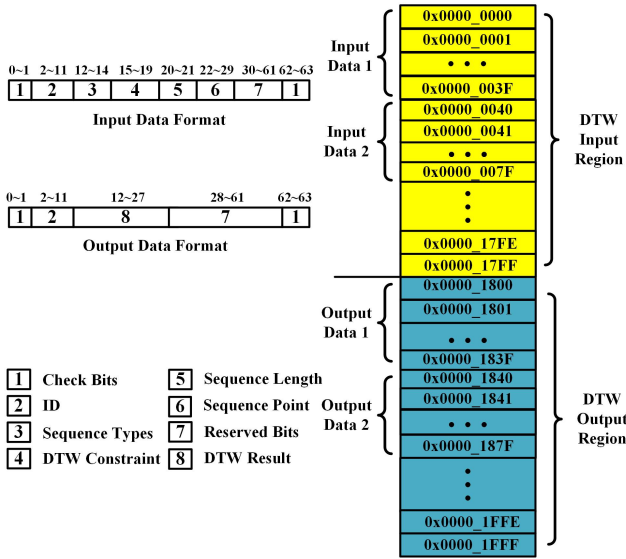 0~1 2~11 12~14 15~19 20~21 22~29 30~61 62~63
1 2 3 4 5 6 7 1
Input Data Format
0~1 2~11 12~27 28~61 62~63
1 2 8 7 1
Output Data Format
1 Check Bits
2 ID
3 Sequence Types
4 DTW Constraint
5 Sequence Length
6 Sequence Point
7 Reserved Bits
8 DTW Result
Input
Data 1
Input
Data 2
Output
Data 1
Output
Data 2
0x0000_0000
0x0000_0001
0x0000_003F
0x0000_0040
0x0000_0041
0x0000_007F
0x0000_17FE
0x0000_17FF
0x0000_1800
0x0000_1801
0x0000_183F
0x0000_1840
0x0000_1841
0x0000_187F
0x0000_1FFE
0x0000_1FFF
DTW
Input
Region
DTW
Output
Region